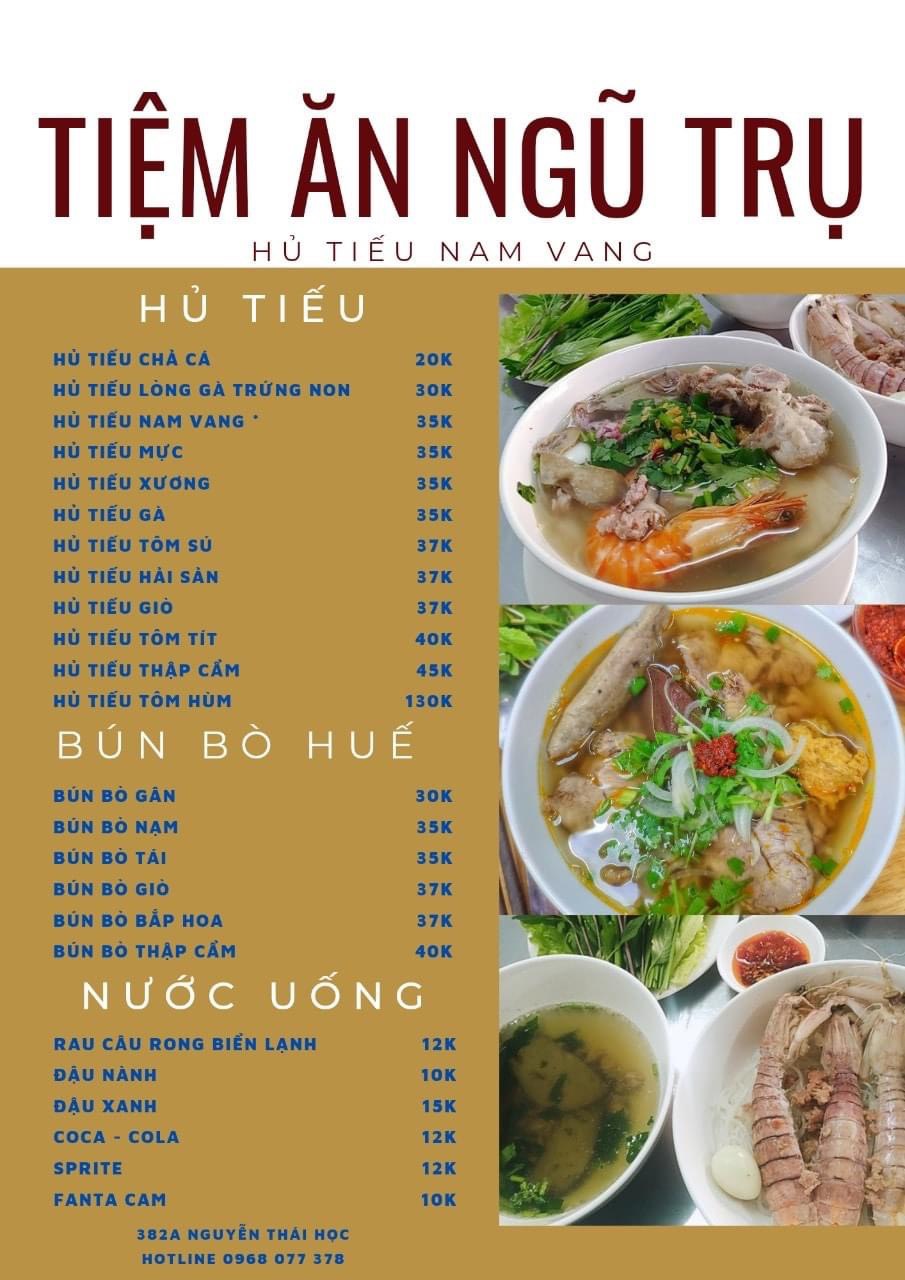 TIỆM ĂN NGŨ TRỤ
HỦ TIẾU NAM VANG
HỦ TIẾU
HỦ TIẾU CHẢ CÁ 20K
HỦ TIẾU LÒNG GÀ TRỨNG NON 30K
HỦ TIẾU NAM VANG * 35K
HỦ TIẾU MỰC 35K
HỦ TIẾU XƯƠNG 35K
HỦ TIẾU GÀ 35K
HỦ TIẾU TÔM SÚ 37K
HỦ TIẾU HẢI SẢN 37K
HỦ TIẾU GIÒ 37K
HỦ TIẾU TÔM TÍT 40K
HỦ TIẾU THẬP CẨM 45K
HỦ TIẾU TÔM HÙM 130K
BÚN BÒ HUẾ
BÚN BÒ GÂN 30K
BÚN BÒ NẠM 35K
BÚN BÒ TÁI 35K
BÚN BÒ GIÒ 37K
BÚN BÒ BẮP HOA 37K
BÚN BÒ THẬP CẨM 40K
NƯỚC UỐNG
RAU CÂU RONG BIỂN LẠNH 12K
ĐẬU NÀNH 10K
ĐẬU XANH 15K
COCA - COLA 12K
SPRITE 12K
FANTA CAM 10K
382A NGUYỄN THÁI HỌC
HOTLINE 0968 077 378